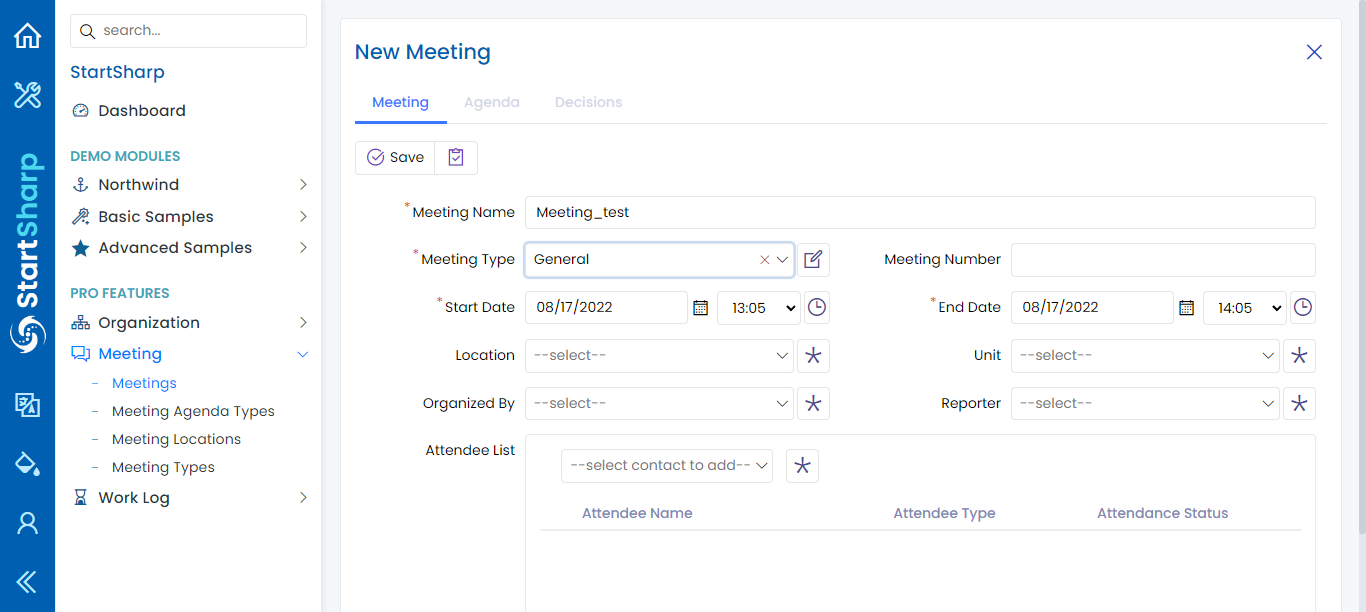 search...
StartSharp
Dashboard
DEMO MODULES
Northwind
Basic Samples
Advanced Samples
PRO FEATURES
Organization
Meeting
Meetings
Meeting Agenda Types
Meeting Locations
Meeting Types
Work Log
StartSharp
New Meeting
Meeting Agenda Decisions
Save
*Meeting Name Meeting_test
*Meeting Type General Meeting Number
*Start Date 08/17/2022 13:05 *End Date 08/17/2022 14:05
Location --select-- Unit --select--
Organized By --select-- Reporter --select--
Attendee List --select contact to add--
Attendee Name Attendee Type Attendance Status